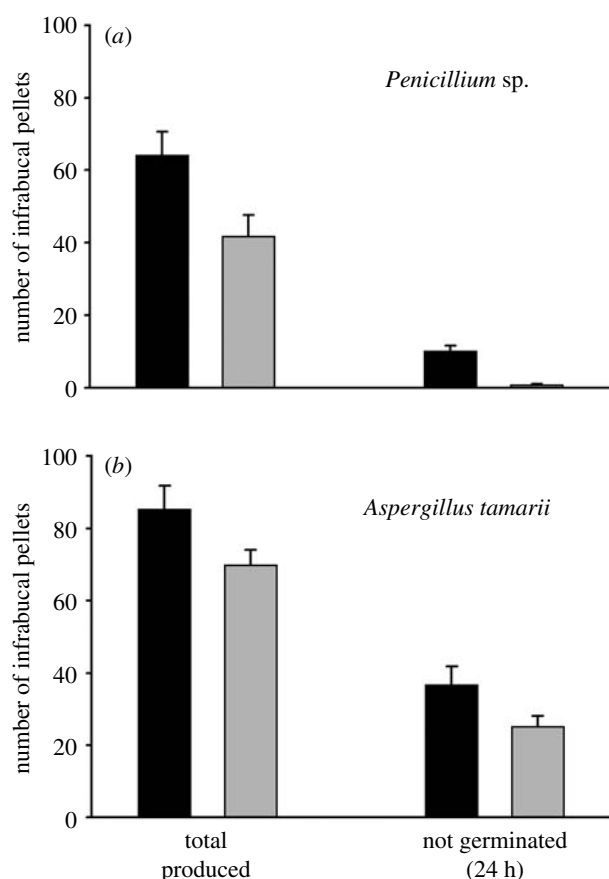 100
(a)
Penicillium sp.
80
60
40
20
0
number of infrabucal pellets
100
(b)
Aspergillus tamarii
80
60
40
20
0
number of infrabucal pellets
total
produced
not germinated
(24 h)